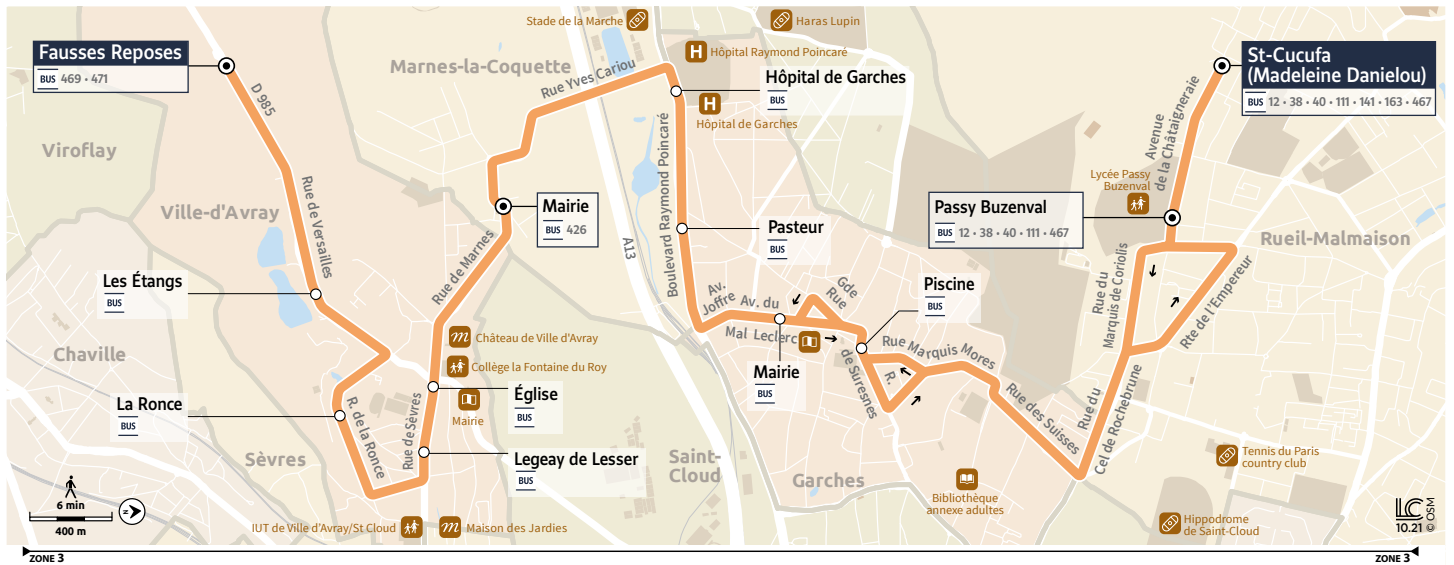 Fausses Reposes
BUS 469 • 471
D 985
Viroflay
Ville-d'Avray
Rue de Versailles
Les Étangs
BUS
Chaville
La Ronce
BUS
R. de la Ronce
Sèvres
6 min
400 m
IUT de Ville d'Avray/St Cloud
Maison des Jardies
Rue de Sèvres
Legeay de Lesser
BUS
Mairie
Église
BUS
Collège la Fontaine du Roy
Château de Ville d'Avray
Rue de Marnes
Mairie
BUS 426
Marnes-la-Coquette
Rue Yves Cariou
Stade de la Marche
Haras Lupin
H Hôpital Raymond Poincaré
H
Hôpital de Garches
Hôpital de Garches
BUS
A13
Boulevard Raymond Poincaré
Pasteur
BUS
Av.
Joffre
Av. du
Mal Leclerc
Gde
Rue
Mairie
BUS
Piscine
BUS
R.
de Suresnes
Rue Marquis Mores
Rue des Suisses
Saint-
Cloud
Garches
Bibliothèque
annexe adultes
Rue du
Cel de Rochebrune
Rue du
Marquis de Coriolis
Rte de l'Empereur
Passy Buzenval
BUS 12 • 38 • 40 • 111 • 467
Lycée Passy
Buzenval
Avenue
de la Châtaigneraie
St-Cucufa
(Madeleine Danielou)
BUS 12 • 38 • 40 • 111 • 141 • 163 • 467
Rueil-Malmaison
Tennis du Paris
country club
Hippodrome
de Saint-Cloud
LC
10.21 © OSM
ZONE 3
ZONE 3